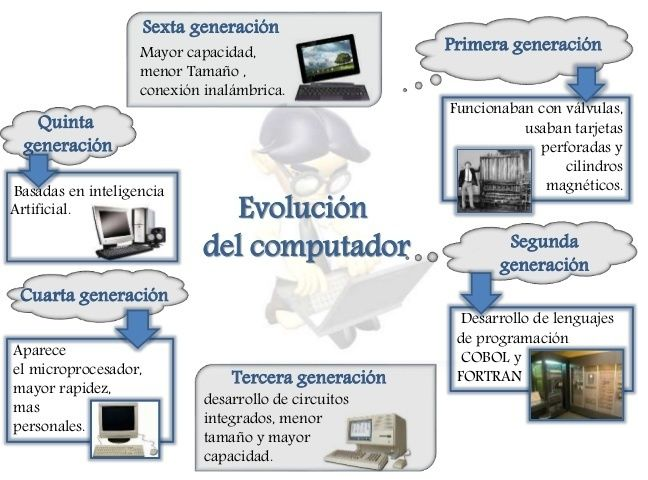 Evolución
del computador
Primera generación
Funcionaban con válvulas,
usaban tarjetas
perforadas y
cilindros
magnéticos.
Segunda
generación
Desarrollo de lenguajes
de programación
COBOL y
FORTRAN
Tercera generación
desarrollo de circuitos
integrados, menor
tamaño y mayor
capacidad.
Cuarta generación
Aparece
el microprocesador,
mayor rapidez,
mas
personales.
Quinta
generación
Basadas en inteligencia
Artificial.
Sexta generación
Mayor capacidad,
menor Tamaño ,
conexión inalámbrica.